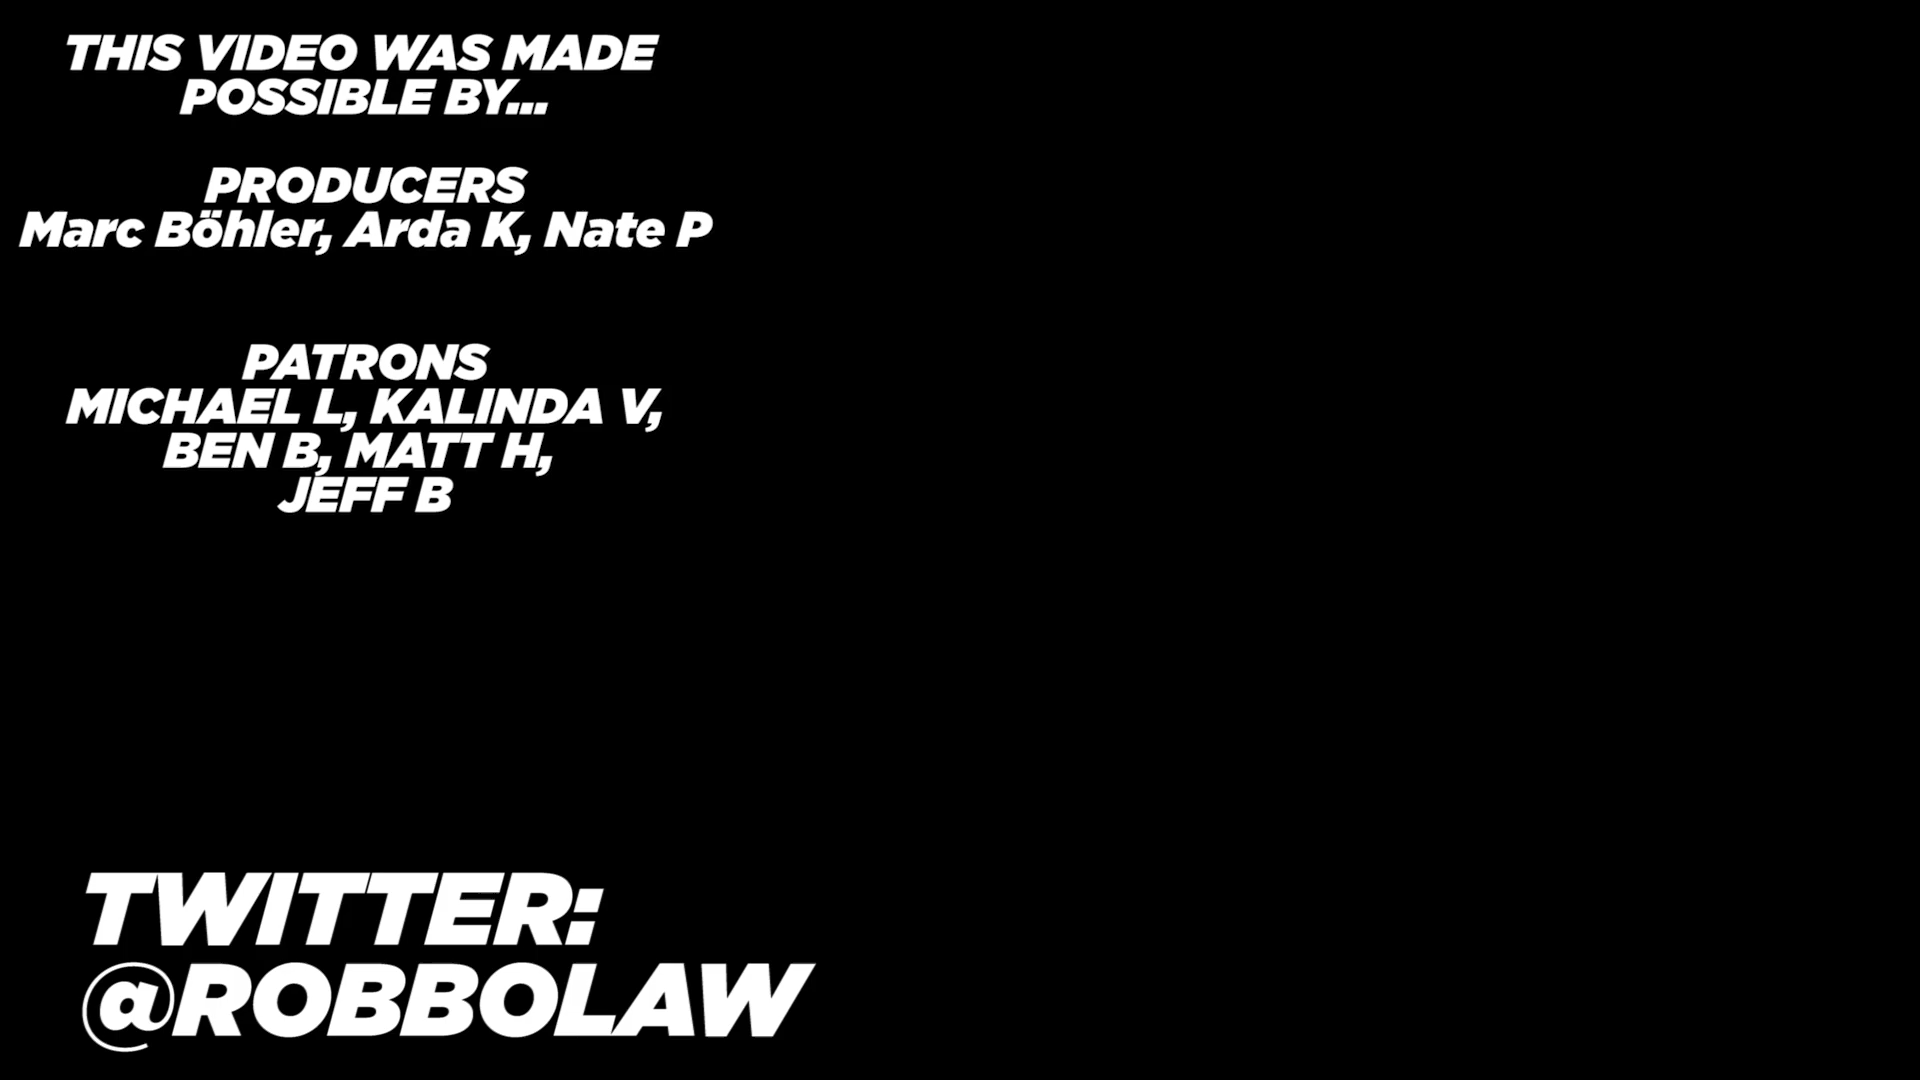 THIS VIDEO WAS MADE
POSSIBLE BY...
PRODUCERS
Marc Böhler, Arda K, Nate P
PATRONS
MICHAEL L, KALINDA V,
BEN B, MATT H,
JEFF B
TWITTER:
@ROBBOLAW